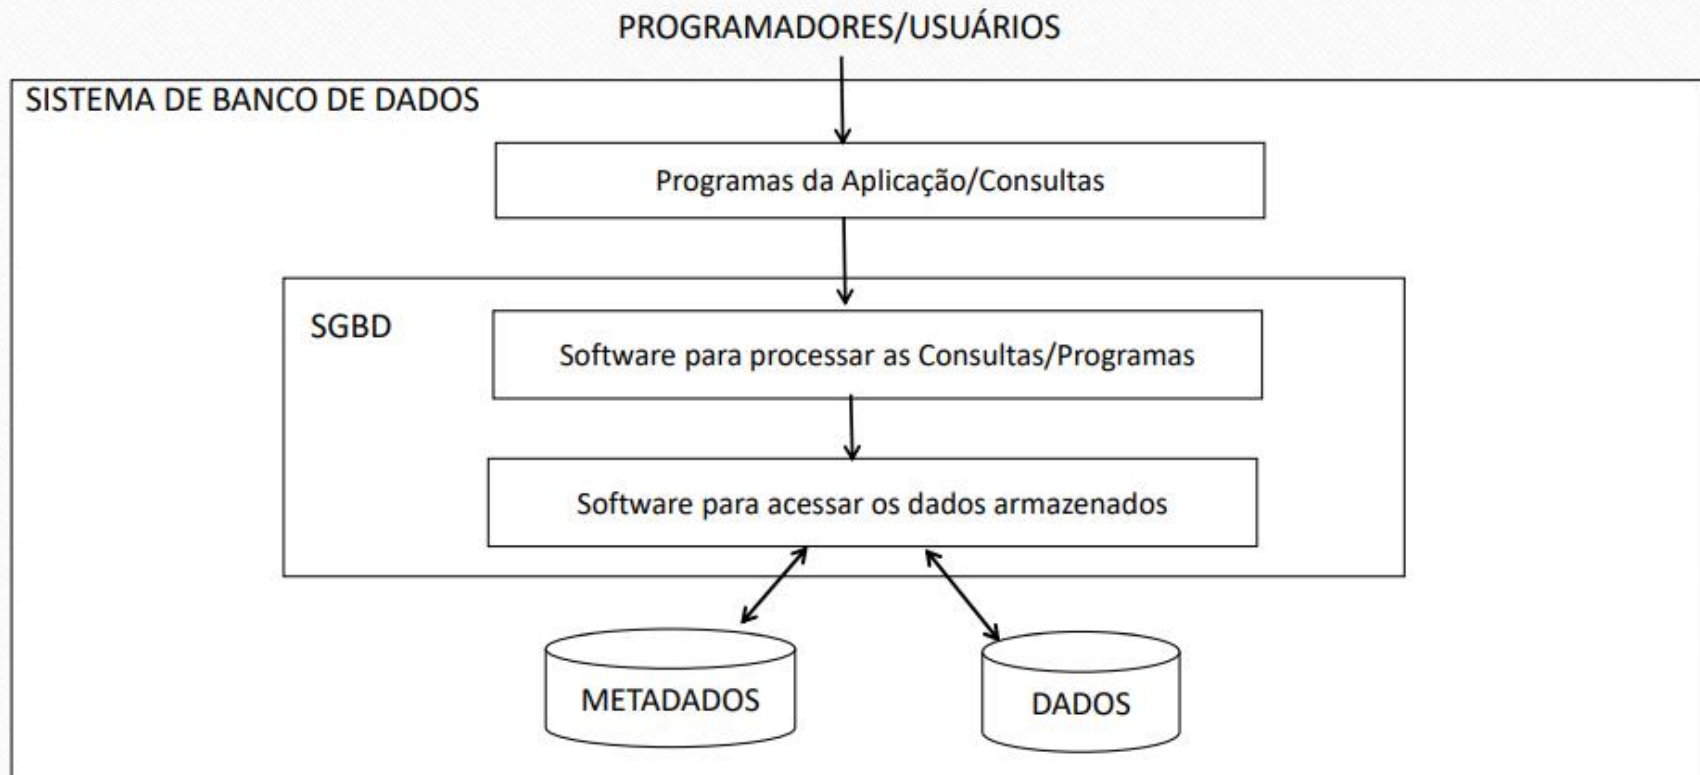 PROGRAMADORES/USUÁRIOS
SISTEMA DE BANCO DE DADOS
Programas da Aplicação/Consultas
SGBD
Software para processar as Consultas/Programas
Software para acessar os dados armazenados
METADADOS
DADOS